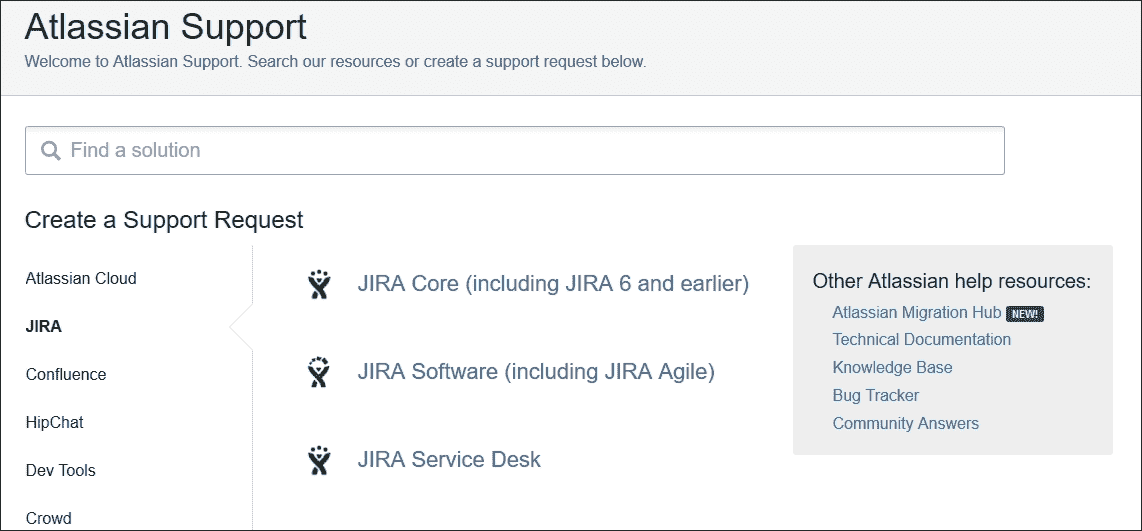 Atlassian Support
Welcome to Atlassian Support. Search our resources or create a support request below.
Find a solution
Create a Support Request
Atlassian Cloud
JIRA
Confluence
HipChat
Dev Tools
Crowd
JIRA Core (including JIRA 6 and earlier)
JIRA Software (including JIRA Agile)
JIRA Service Desk
Other Atlassian help resources:
Atlassian Migration Hub NEW!
Technical Documentation
Knowledge Base
Bug Tracker
Community Answers